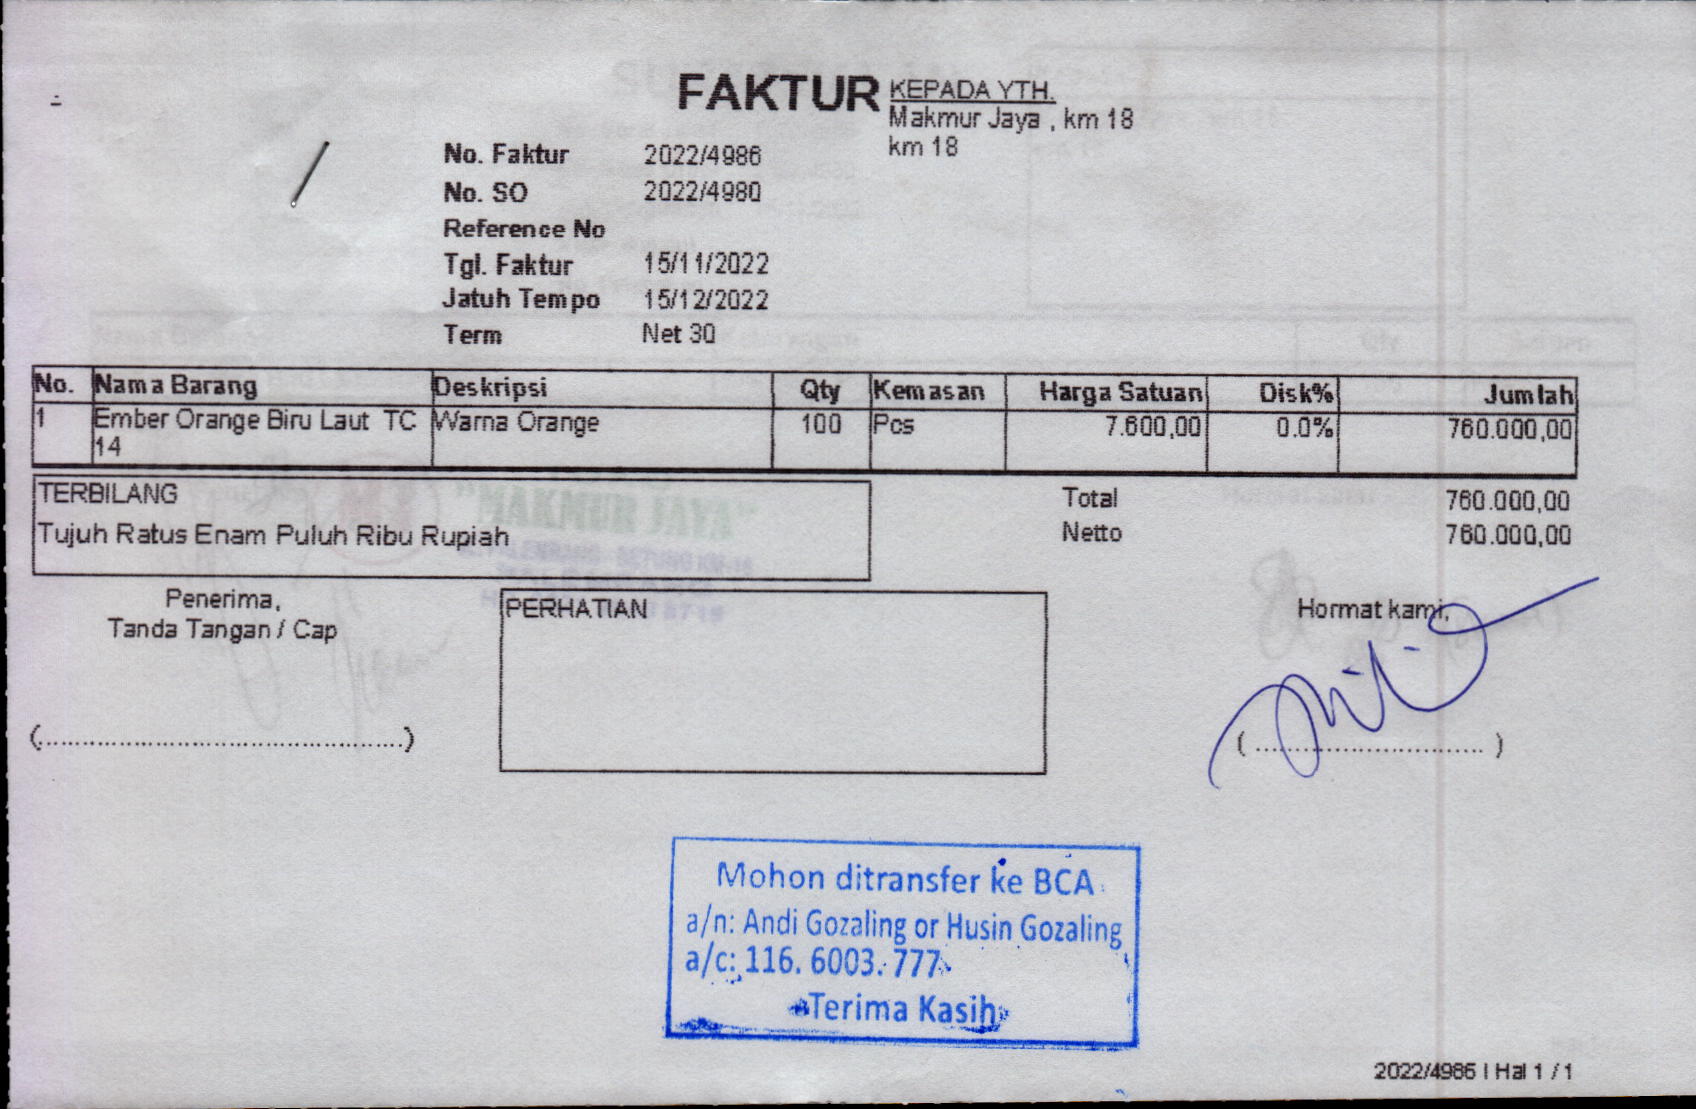 FAKTUR
KEPADA YTH.
Makmur Jaya , km 18
km 18
No. Faktur 2022/4986
No. SO 2022/4980
Reference No
Tgl. Faktur 15/11/2022
Jatuh Tempo 15/12/2022
Term Net 30
No. Nama Barang Deskripsi Qty Kemasan Harga Satuan Disk% Jumlah
1 Ember Orange Biru Laut TC Warna Orange 100 Pcs 7.600,00 0.0% 760.000,00
14
TERBILANG
Tujuh Ratus Enam Puluh Ribu Rupiah
Total 760.000,00
Netto 760.000,00
Penerima,
Tanda Tangan / Cap
(................................................)
PERHATIAN
Hormat kami,
( ............................... )
Mohon ditransfer ke BCA
a/n: Andi Gozaling or Husin Gozaling
a/c: 116. 6003. 777
Terima Kasih
2022/4986 | Hal 1 / 1